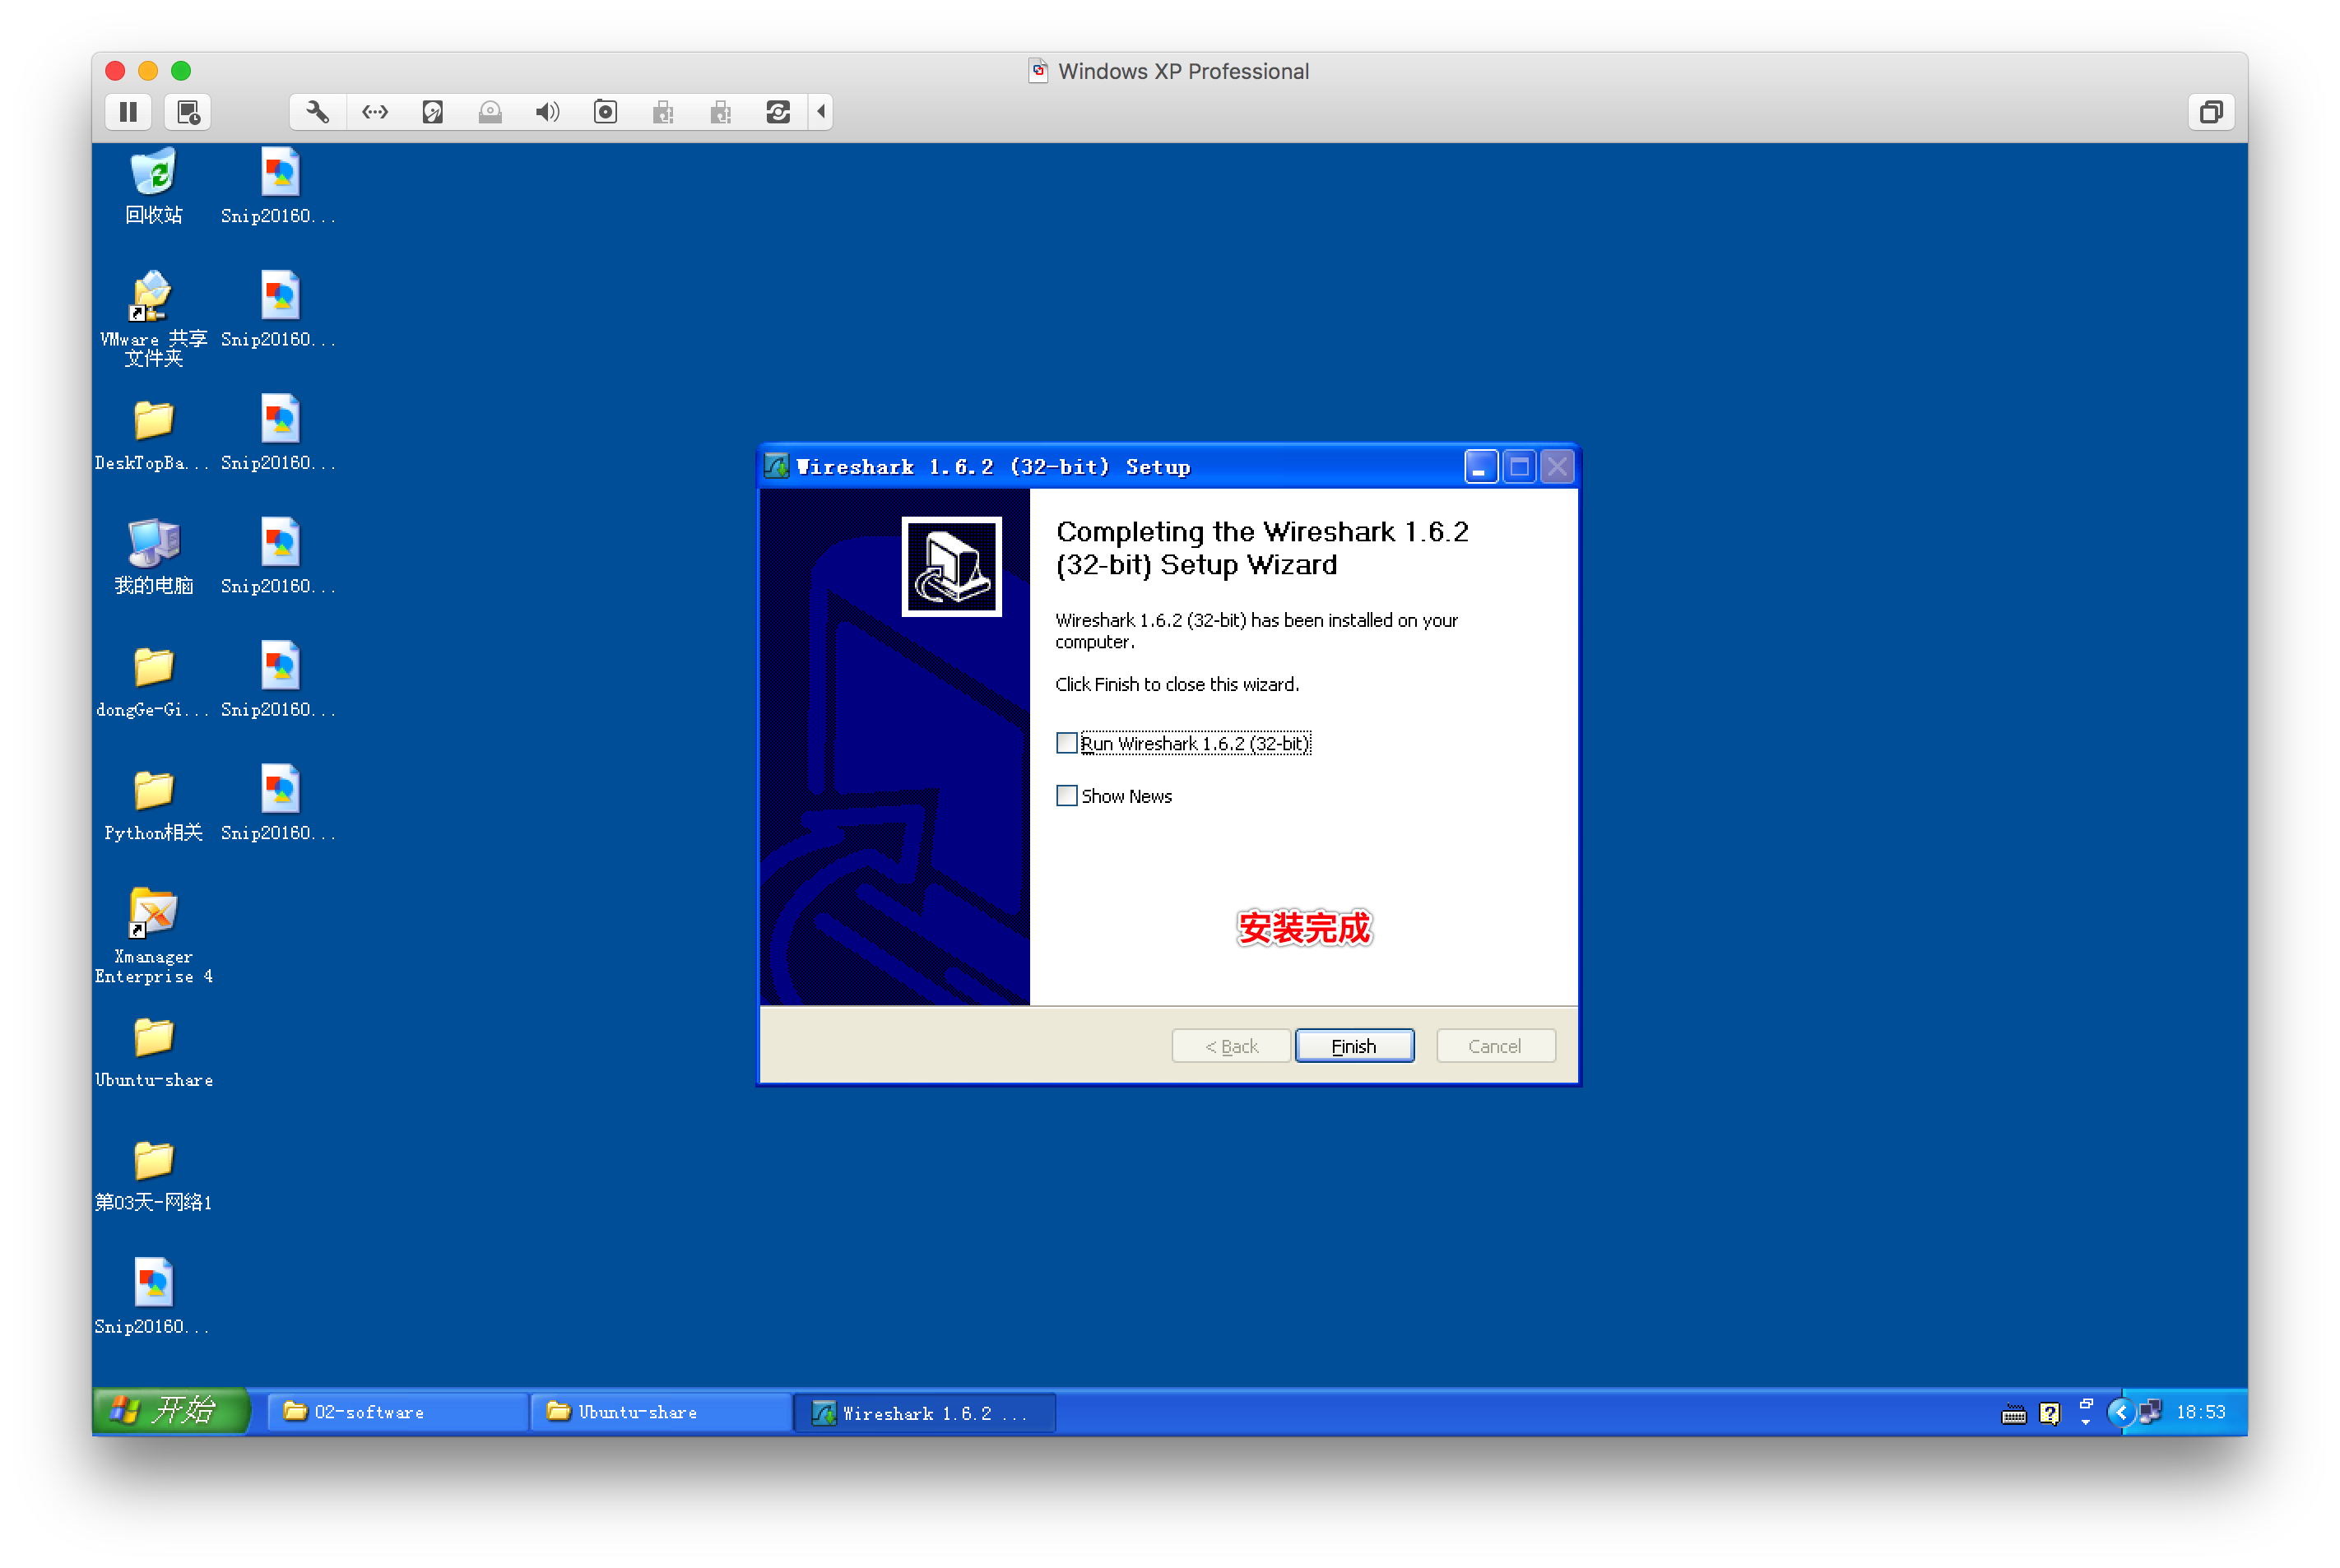 Windows XP Professional
回收站
Snip20160...
VMware 共享
文件夹
Snip20160...
DeskTopBa...
Snip20160...
我的电脑
Snip20160...
dongGe-Gi...
Snip20160...
Python相关
Snip20160...
Xmanager
Enterprise 4
Ubuntu-share
第03天-网络1
Snip20160...
Wireshark 1.6.2 (32-bit) Setup
Completing the Wireshark 1.6.2
(32-bit) Setup Wizard
Wireshark 1.6.2 (32-bit) has been installed on your
computer.
Click Finish to close this wizard.
Run Wireshark 1.6.2 (32-bit)
Show News
安装完成
< Back
Finish
Cancel
开始
02-software
Ubuntu-share
Wireshark 1.6.2 ...
18:53